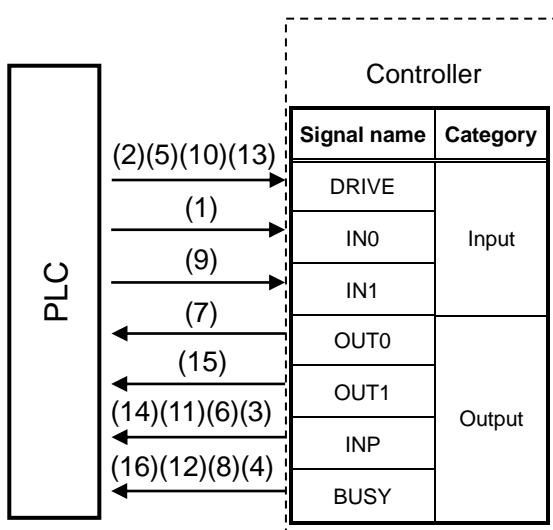 Controller
Signal name Category
(2)(5)(10)(13)
DRIVE
(1)
IN0
Input
(9)
IN1
PLC
(7)
OUT0
(15)
OUT1
Output
(14)(11)(6)(3)
INP
(16)(12)(8)(4)
BUSY